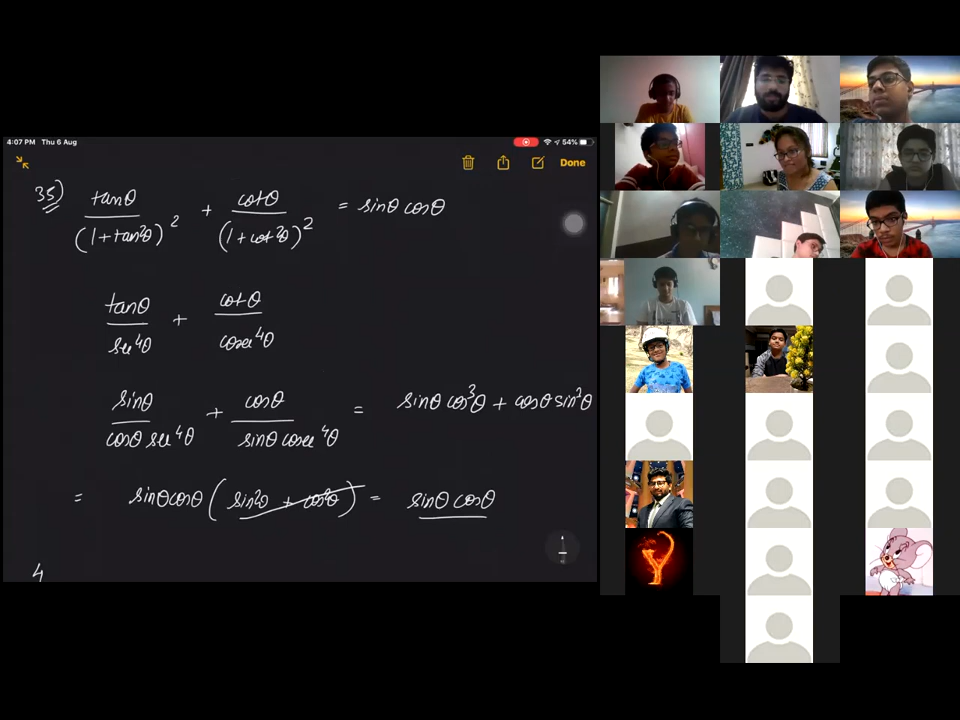 4:07 PM Thu 6 Aug 54%
Done
35) tanθ / (1+tan²θ)² + cotθ / (1+cot²θ)² = sinθ cosθ
tanθ / sec⁴θ + cotθ / cosec⁴θ
sinθ / cosθ sec⁴θ + cosθ / sinθ cosec⁴θ = sinθ cos³θ + cosθ sin³θ
= sinθcosθ (sin²θ + cos²θ) = sinθ cosθ
4